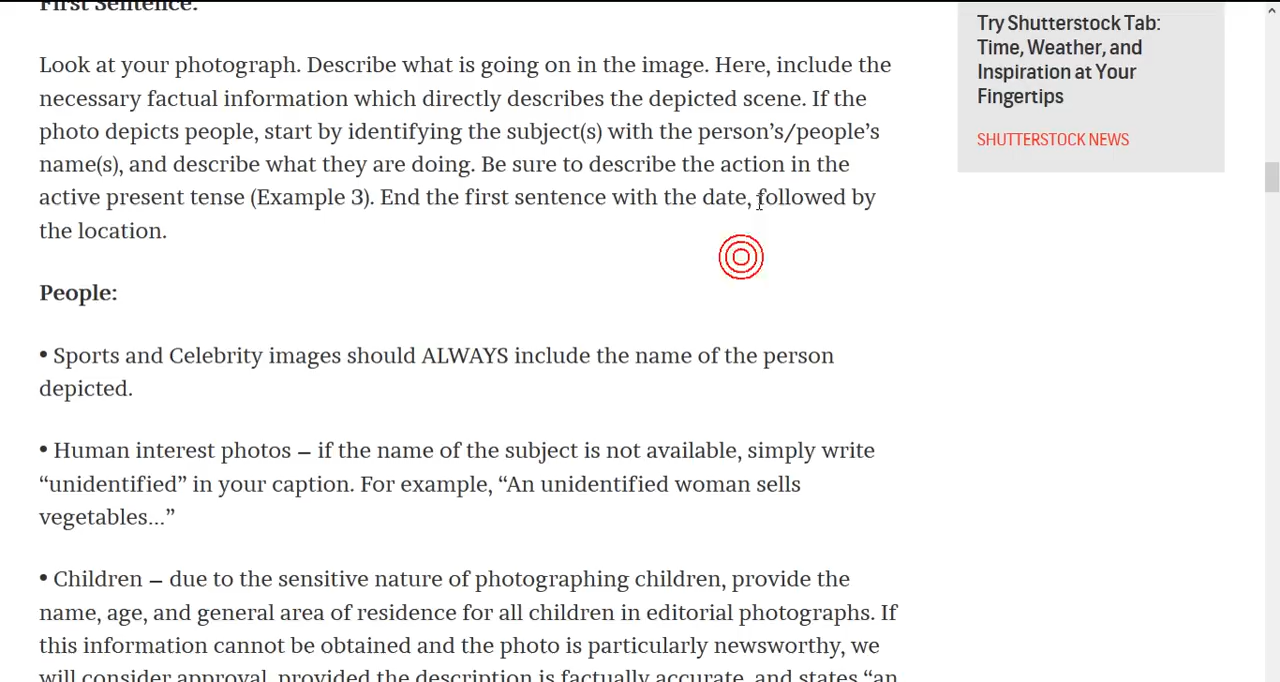 First Sentence:
Look at your photograph. Describe what is going on in the image. Here, include the
necessary factual information which directly describes the depicted scene. If the
photo depicts people, start by identifying the subject(s) with the person’s/people’s
name(s), and describe what they are doing. Be sure to describe the action in the
active present tense (Example 3). End the first sentence with the date, followed by
the location.
People:
• Sports and Celebrity images should ALWAYS include the name of the person
depicted.
• Human interest photos – if the name of the subject is not available, simply write
“unidentified” in your caption. For example, “An unidentified woman sells
vegetables…”
• Children – due to the sensitive nature of photographing children, provide the
name, age, and general area of residence for all children in editorial photographs. If
this information cannot be obtained and the photo is particularly newsworthy, we
will consider approval, provided the description is factually accurate, and states “an
Try Shutterstock Tab:
Time, Weather, and
Inspiration at Your
Fingertips
SHUTTERSTOCK NEWS